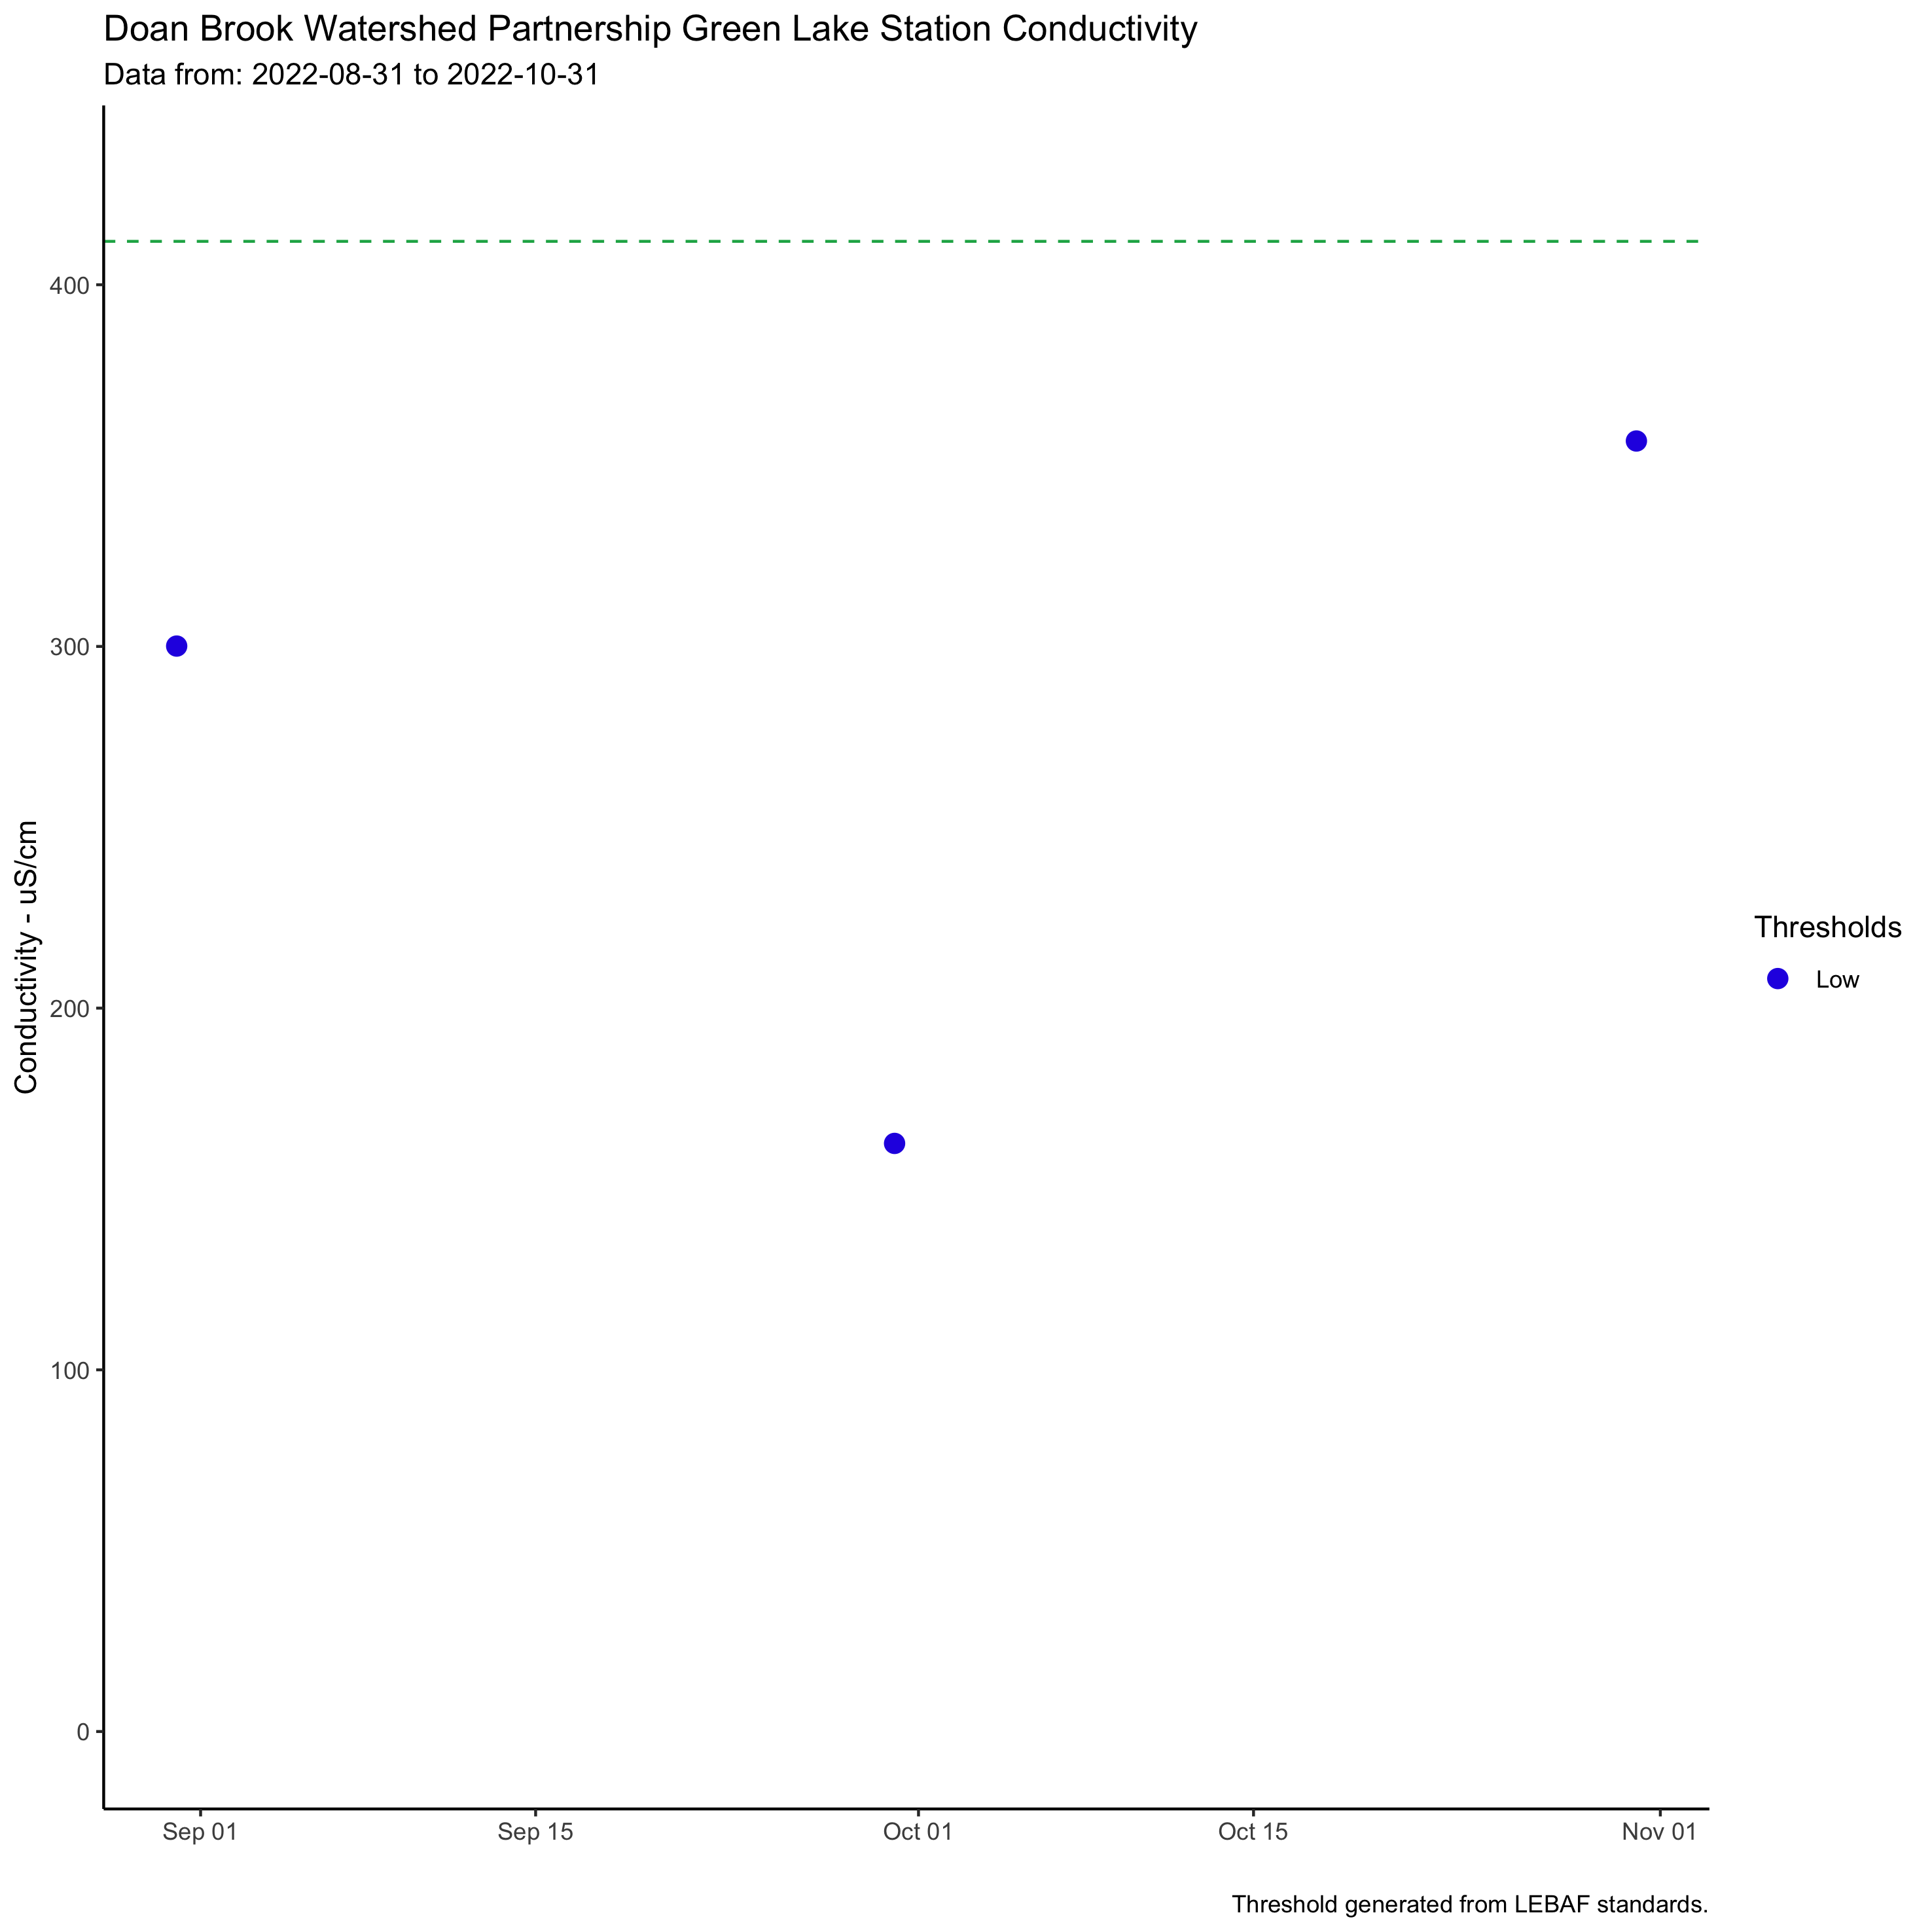 Doan Brook Watershed Partnership Green Lake Station Conductivity
Data from: 2022-08-31 to 2022-10-31
Conductivity - uS/cm
400
300
200
100
0
Sep 01
Sep 15
Oct 01
Oct 15
Nov 01
Thresholds
Low
Threshold generated from LEBAF standards.